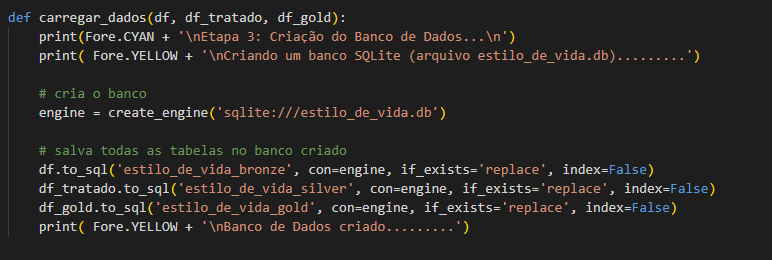 def carregar_dados(df, df_tratado, df_gold):
    print(Fore.CYAN + '\nEtapa 3: Criação do Banco de Dados...\n')
    print( Fore.YELLOW + '\nCriando um banco SQLite (arquivo estilo_de_vida.db).........')
    # cria o banco
    engine = create_engine('sqlite:///estilo_de_vida.db')
    # salva todas as tabelas no banco criado
    df.to_sql('estilo_de_vida_bronze', con=engine, if_exists='replace', index=False)
    df_tratado.to_sql('estilo_de_vida_silver', con=engine, if_exists='replace', index=False)
    df_gold.to_sql('estilo_de_vida_gold', con=engine, if_exists='replace', index=False)
    print( Fore.YELLOW + '\nBanco de Dados criado.........')